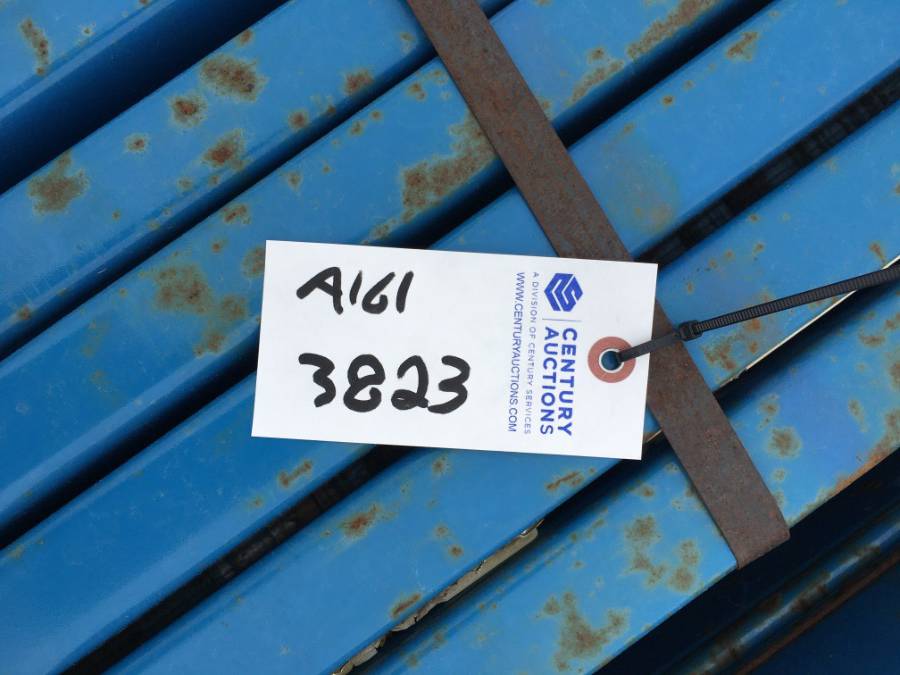 A161
3823
CENTURY
AUCTIONS
A DIVISION OF CENTURY SERVICES
WWW.CENTURYAUCTIONS.COM